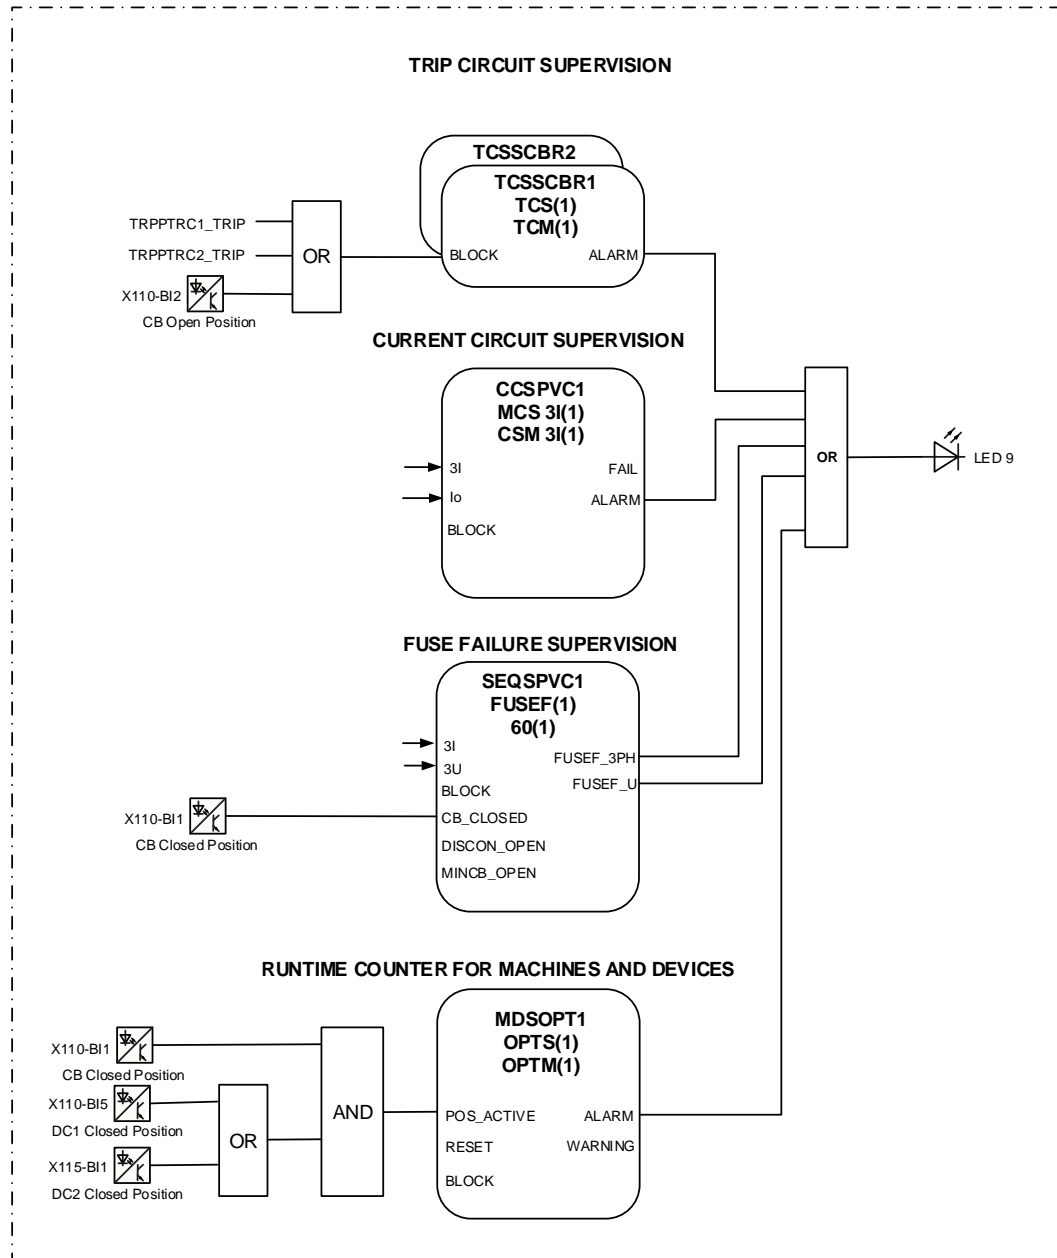 TRIP CIRCUIT SUPERVISION
TCSSCBR2
TCSSCBR1
TCS(1)
TCM(1)
TRPPTRC1_TRIP
TRPPTRC2_TRIP
OR
BLOCK
ALARM
X110-BI2
CB Open Position
CURRENT CIRCUIT SUPERVISION
CCSPVC1
MCS 3I(1)
CSM 3I(1)
3I
FAIL
Io
ALARM
BLOCK
OR
LED 9
FUSE FAILURE SUPERVISION
SEQSPVC1
FUSEF(1)
60(1)
3I
3U
FUSEF_3PH
BLOCK
FUSEF_U
X110-BI1
CB Closed Position
CB_CLOSED
DISCON_OPEN
MINCB_OPEN
RUNTIME COUNTER FOR MACHINES AND DEVICES
MDSOPT1
OPTS(1)
OPTM(1)
X110-BI1
CB Closed Position
X110-BI5
DC1 Closed Position
X115-BI1
DC2 Closed Position
OR
AND
POS_ACTIVE
ALARM
RESET
WARNING
BLOCK